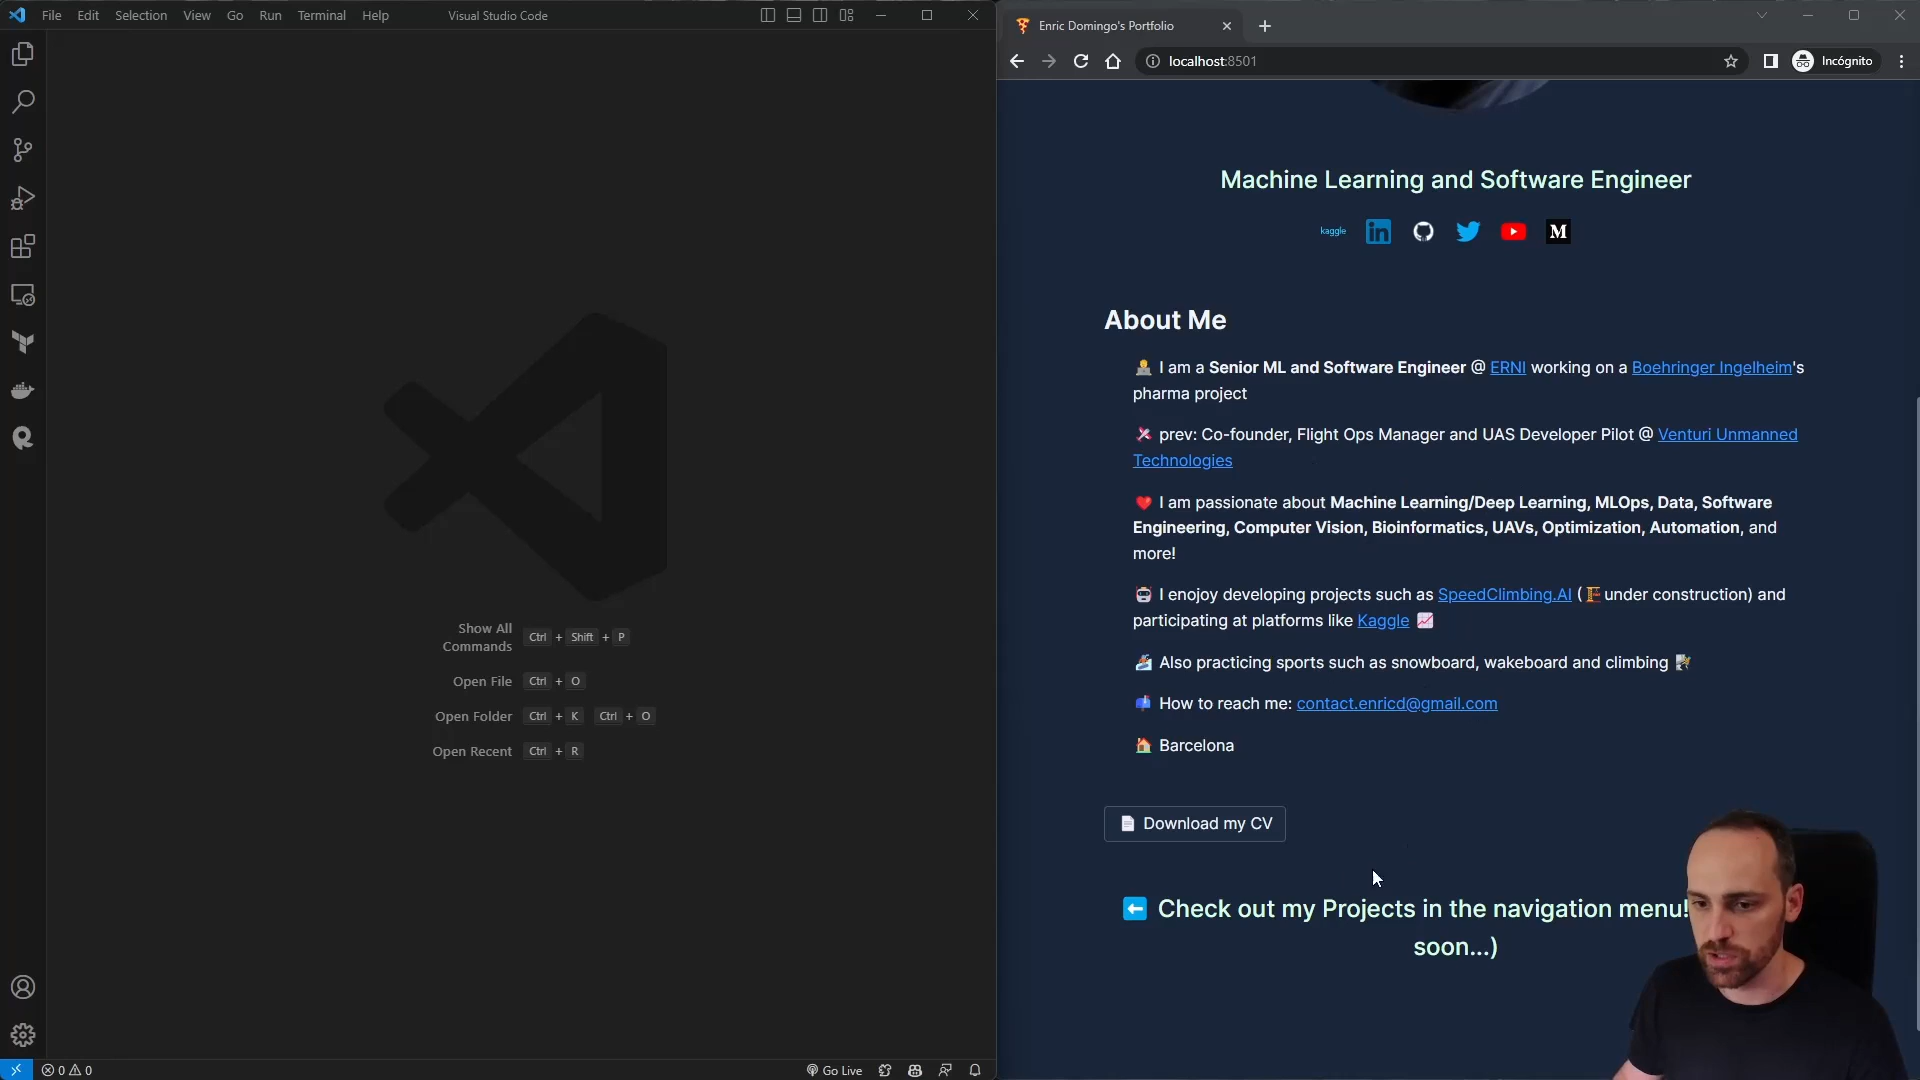 File Edit Selection View Go Run Terminal Help
Visual Studio Code
Show All Commands Ctrl + Shift + P
Open File Ctrl + O
Open Folder Ctrl + K Ctrl + O
Open Recent Ctrl + R
0 0
Go Live
Enric Domingo's Portfolio
localhost:8501
Incógnito
Machine Learning and Software Engineer
kaggle in M
About Me
I am a Senior ML and Software Engineer @ ERNI working on a Boehringer Ingelheim's
pharma project
prev: Co-founder, Flight Ops Manager and UAS Developer Pilot @ Venturi Unmanned
Technologies
I am passionate about Machine Learning/Deep Learning, MLOps, Data, Software
Engineering, Computer Vision, Bioinformatics, UAVs, Optimization, Automation, and
more!
I enojoy developing projects such as SpeedClimbing.AI (🏗️under construction) and
participating at platforms like Kaggle 📈
Also practicing sports such as snowboard, wakeboard and climbing
How to reach me: contact.enricd@gmail.com
Barcelona
Download my CV
Check out my Projects in the navigation menu!
soon...)